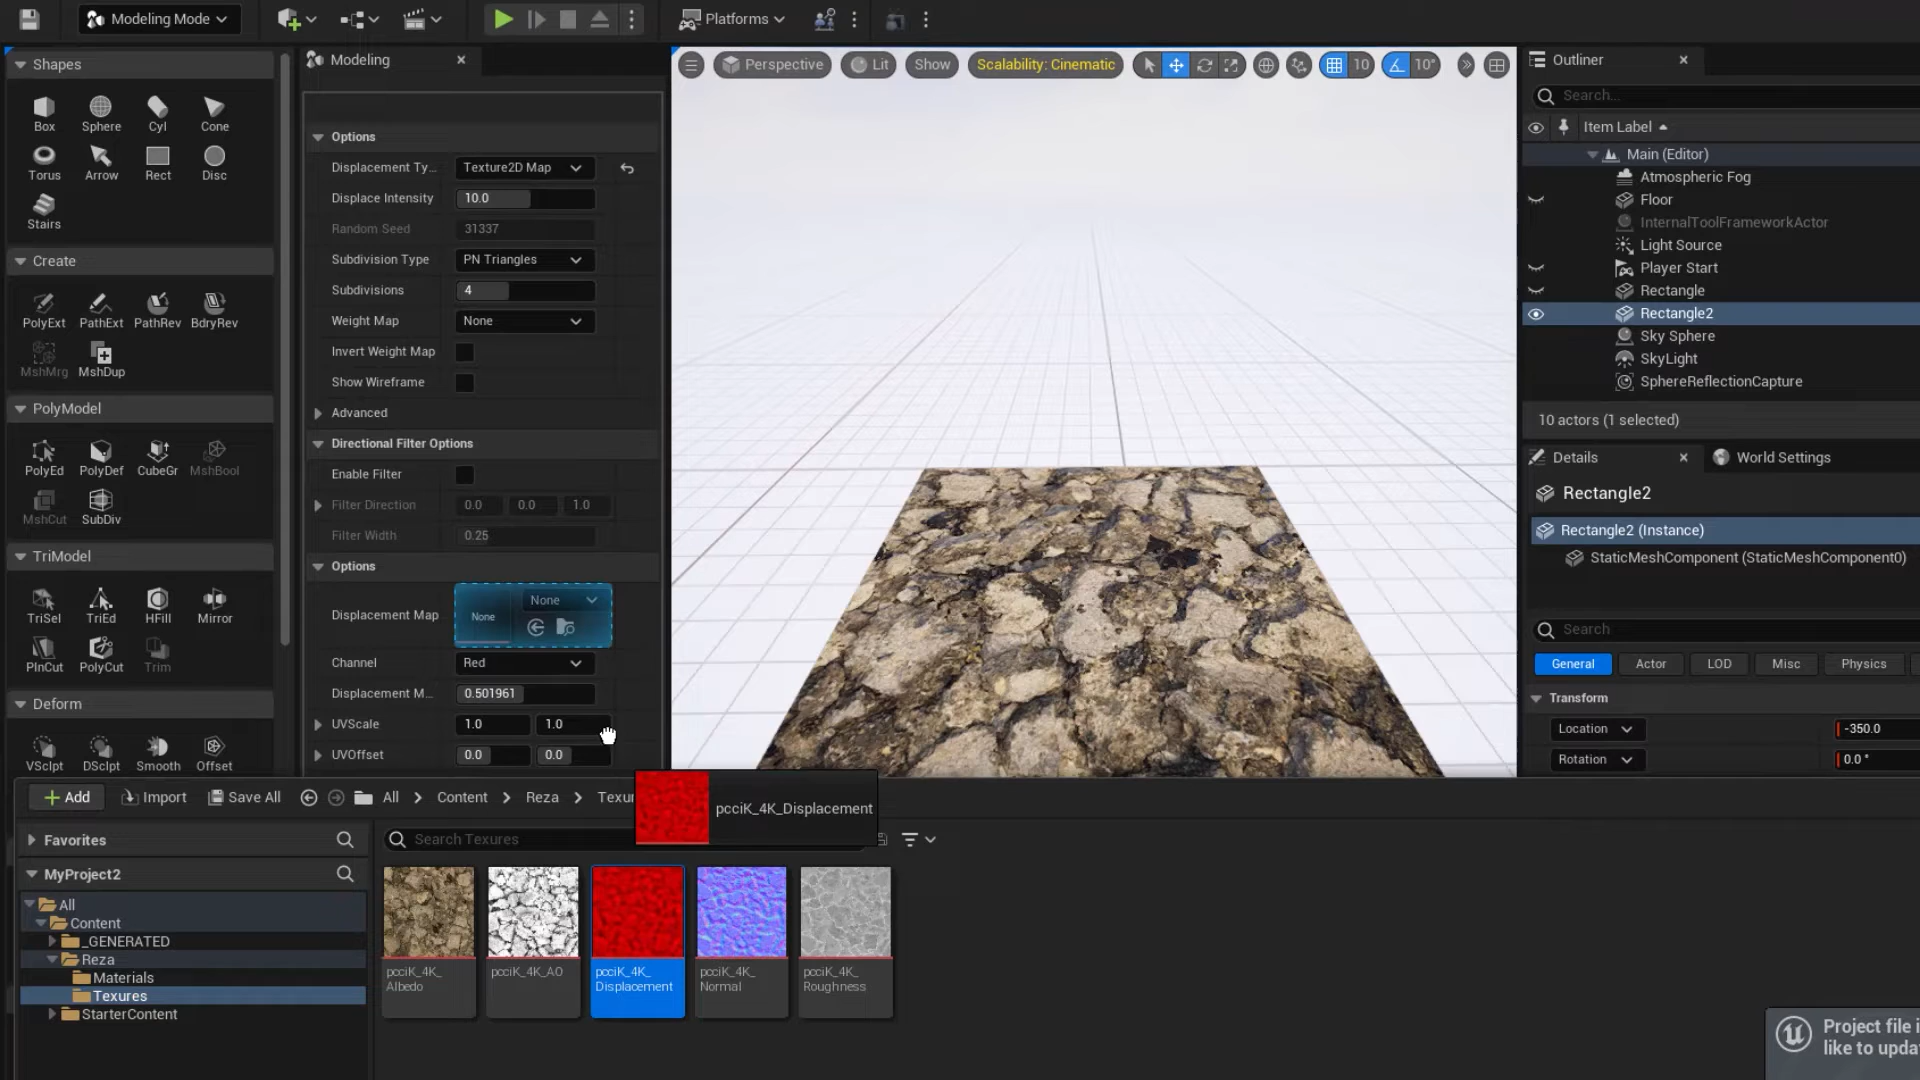 Modeling Mode
Platforms
Shapes
Box Sphere Cyl Cone
Torus Arrow Rect Disc
Stairs
Create
PolyExt PathExt PathRev BdryRev
MshMrg MshDup
PolyModel
PolyEd PolyDef CubeGr MshBool
MshCut SubDiv
TriModel
TriSel TriEd HFill Mirror
PlnCut PolyCut Trim
Deform
VSclpt DSclpt Smooth Offset
Modeling
Options
Displacement Ty... Texture2D Map
Displace Intensity 10.0
Random Seed 31337
Subdivision Type PN Triangles
Subdivisions 4
Weight Map None
Invert Weight Map
Show Wireframe
Advanced
Directional Filter Options
Enable Filter
Filter Direction 0.0 0.0 1.0
Filter Width 0.25
Options
Displacement Map None None
Channel Red
Displacement M... 0.501961
UVScale 1.0 1.0
UVOffset 0.0 0.0
Perspective Lit Show Scalability: Cinematic 10 10°
Outliner
Search...
Item Label
Main (Editor)
Atmospheric Fog
Floor
InternalToolFrameworkActor
Light Source
Player Start
Rectangle
Rectangle2
Sky Sphere
SkyLight
SphereReflectionCapture
10 actors (1 selected)
Details World Settings
Rectangle2
Rectangle2 (Instance)
StaticMeshComponent (StaticMeshComponent0)
Search
General Actor LOD Misc Physics
Transform
Location -350.0
Rotation 0.0 °
Add Import Save All All Content Reza Texu
pcciK_4K_Displacement
Favorites
Search Texures
MyProject2
All
Content
_GENERATED
Reza
Materials
Texures
StarterContent
pcciK_4K_
Albedo
pcciK_4K_AO
pcciK_4K_
Displacement
pcciK_4K_
Normal
pcciK_4K_
Roughness
Project file i
like to upda